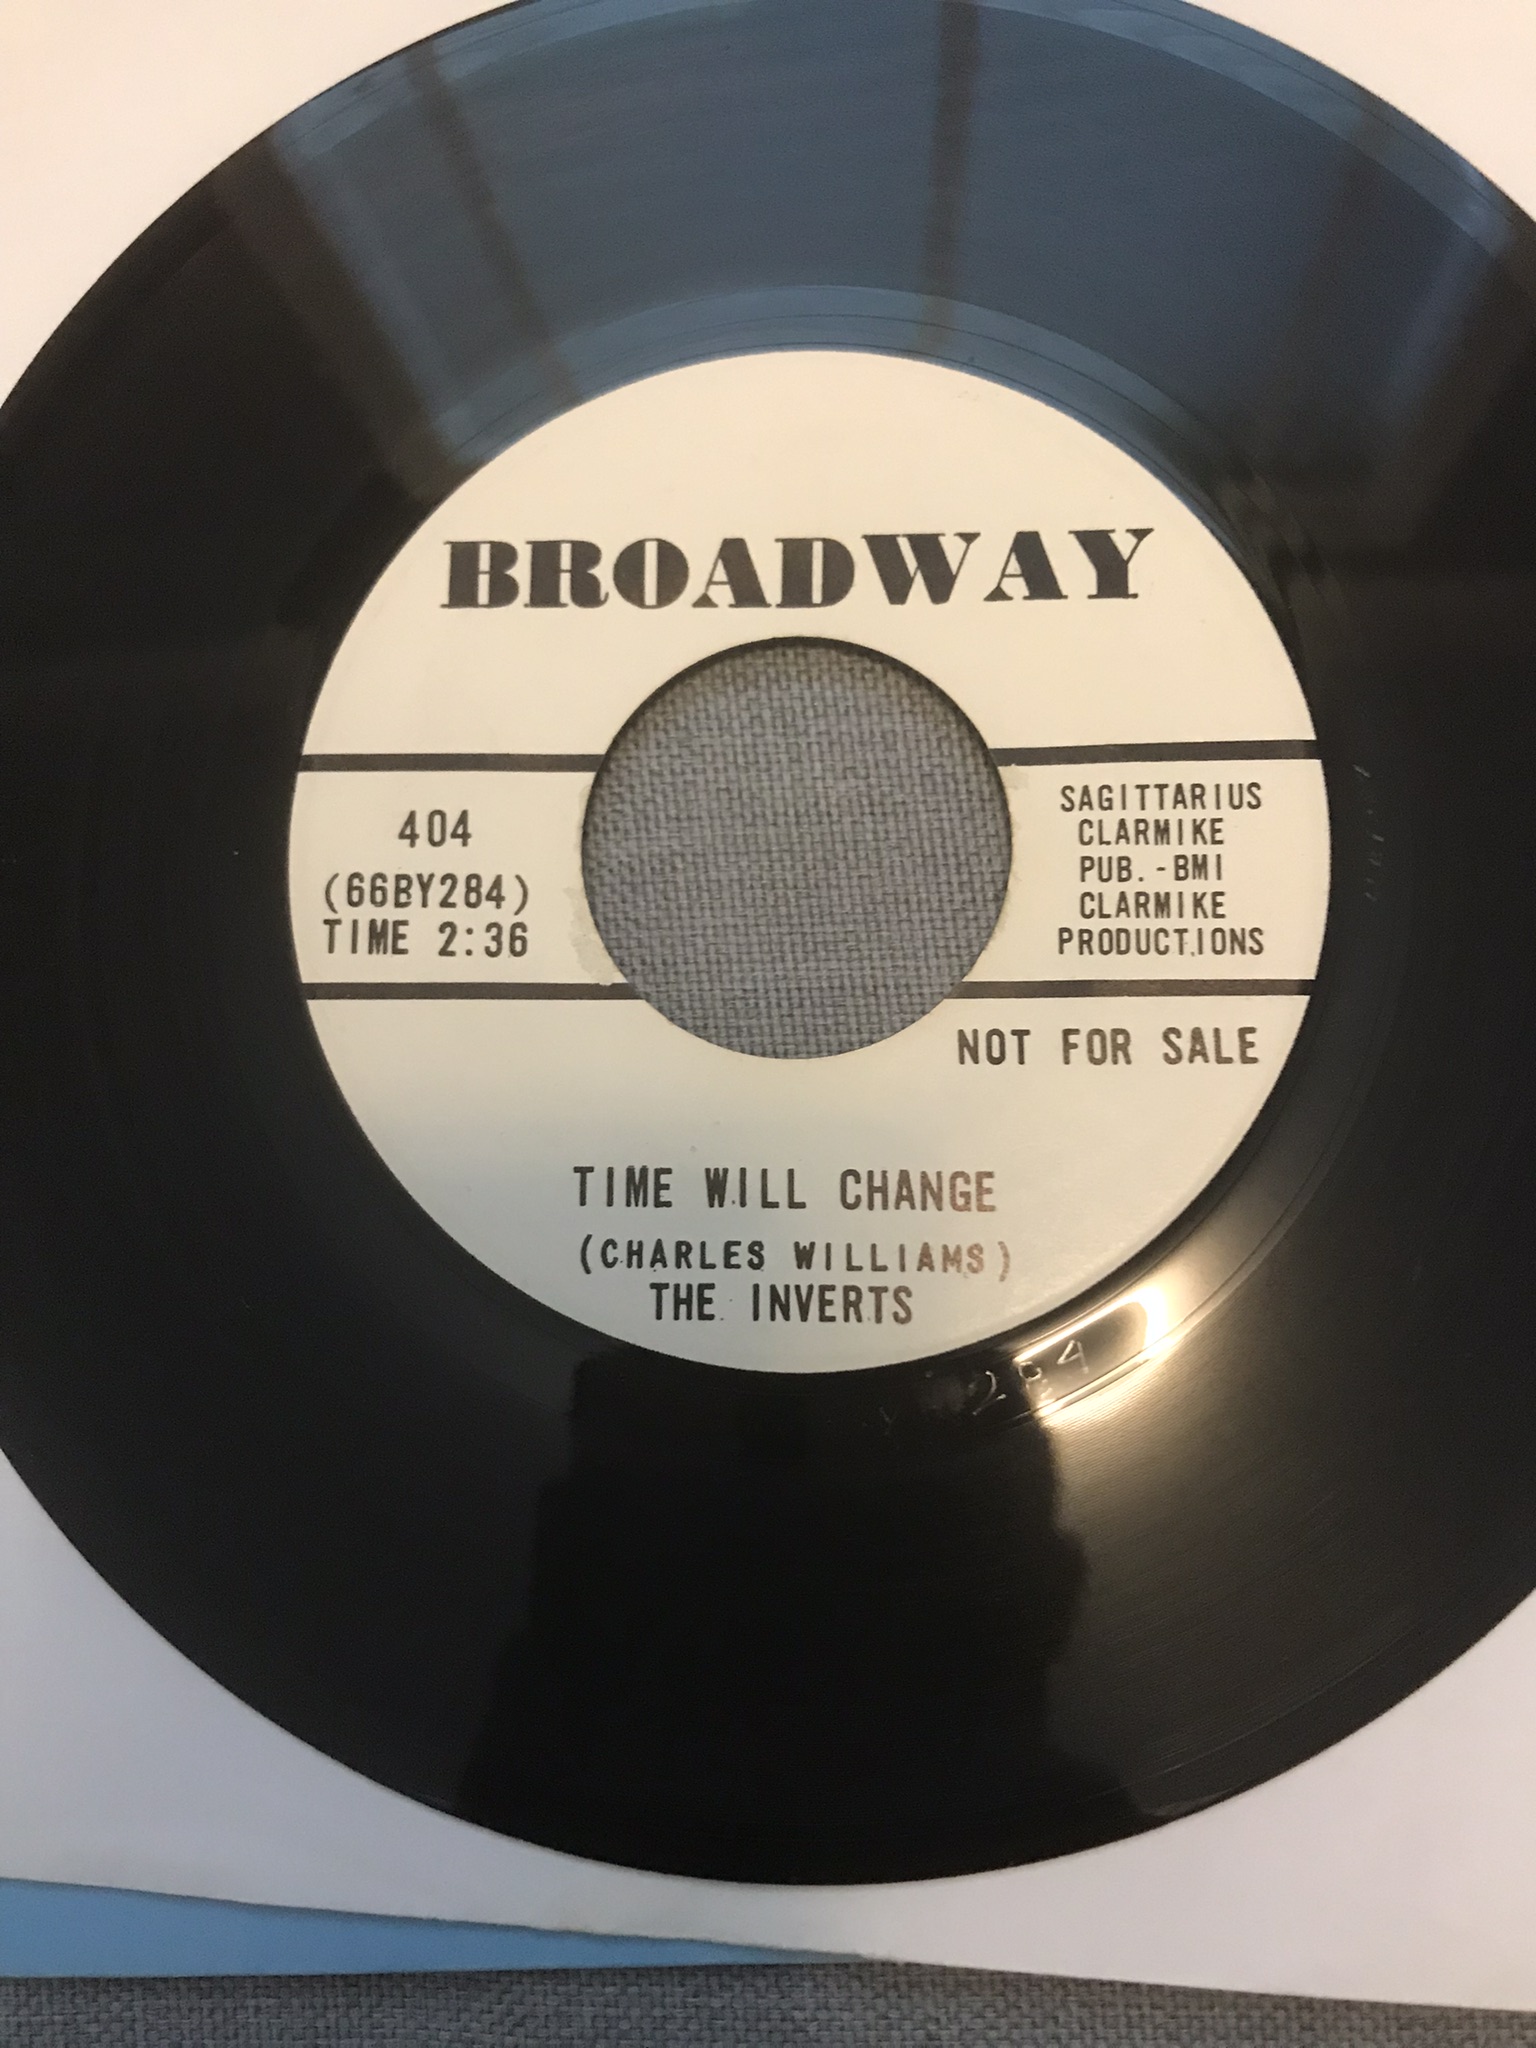 BROADWAY
404
(66BY284)
TIME 2:36
SAGITTARIUS
CLARMIKE
PUB. - BMI
CLARMIKE
PRODUCTIONS
NOT FOR SALE
TIME WILL CHANGE
(CHARLES WILLIAMS)
THE INVERTS